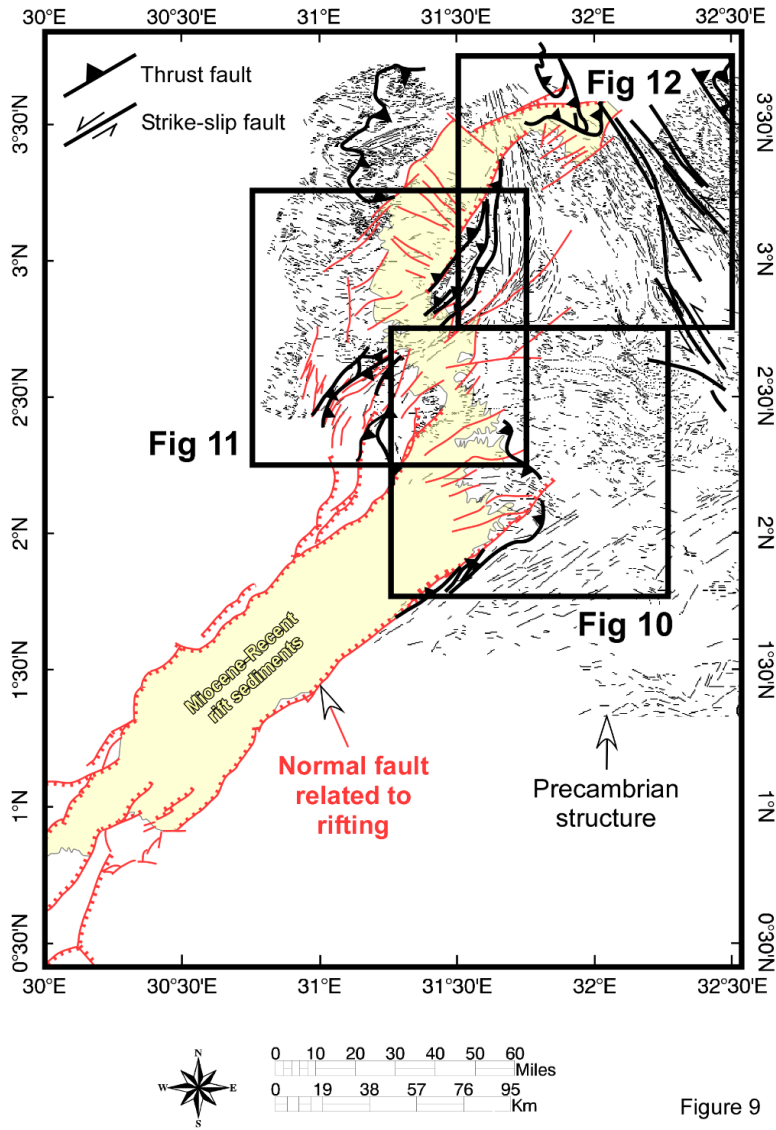 30°E 30°30'E 31°E 31°30'E 32°E 32°30'E
Thrust fault
Strike-slip fault
Fig 12
3°30'N
3°30'N
3°N
3°N
2°30'N
2°30'N
Fig 11
2°N
2°N
Fig 10
Miocene-Recent
rift sediments
1°30'N
1°30'N
Normal fault
related to
rifting
Precambrian
structure
1°N
1°N
0°30'N
0°30'N
30°E 30°30'E 31°E 31°30'E 32°E 32°30'E
N
W E
S
0 10 20 30 40 50 60
Miles
0 19 38 57 76 95
Km
Figure 9